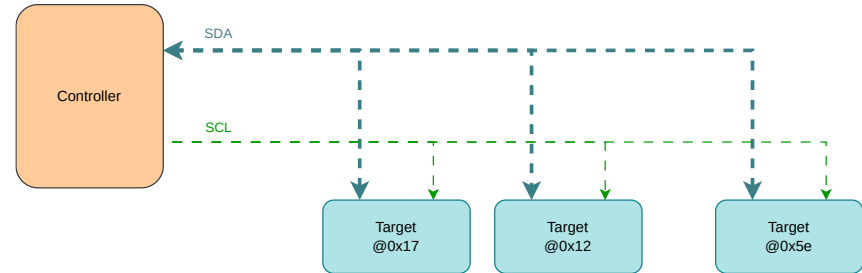 SDA
Controller
SCL
Target
@0x17
Target
@0x12
Target
@0x5e